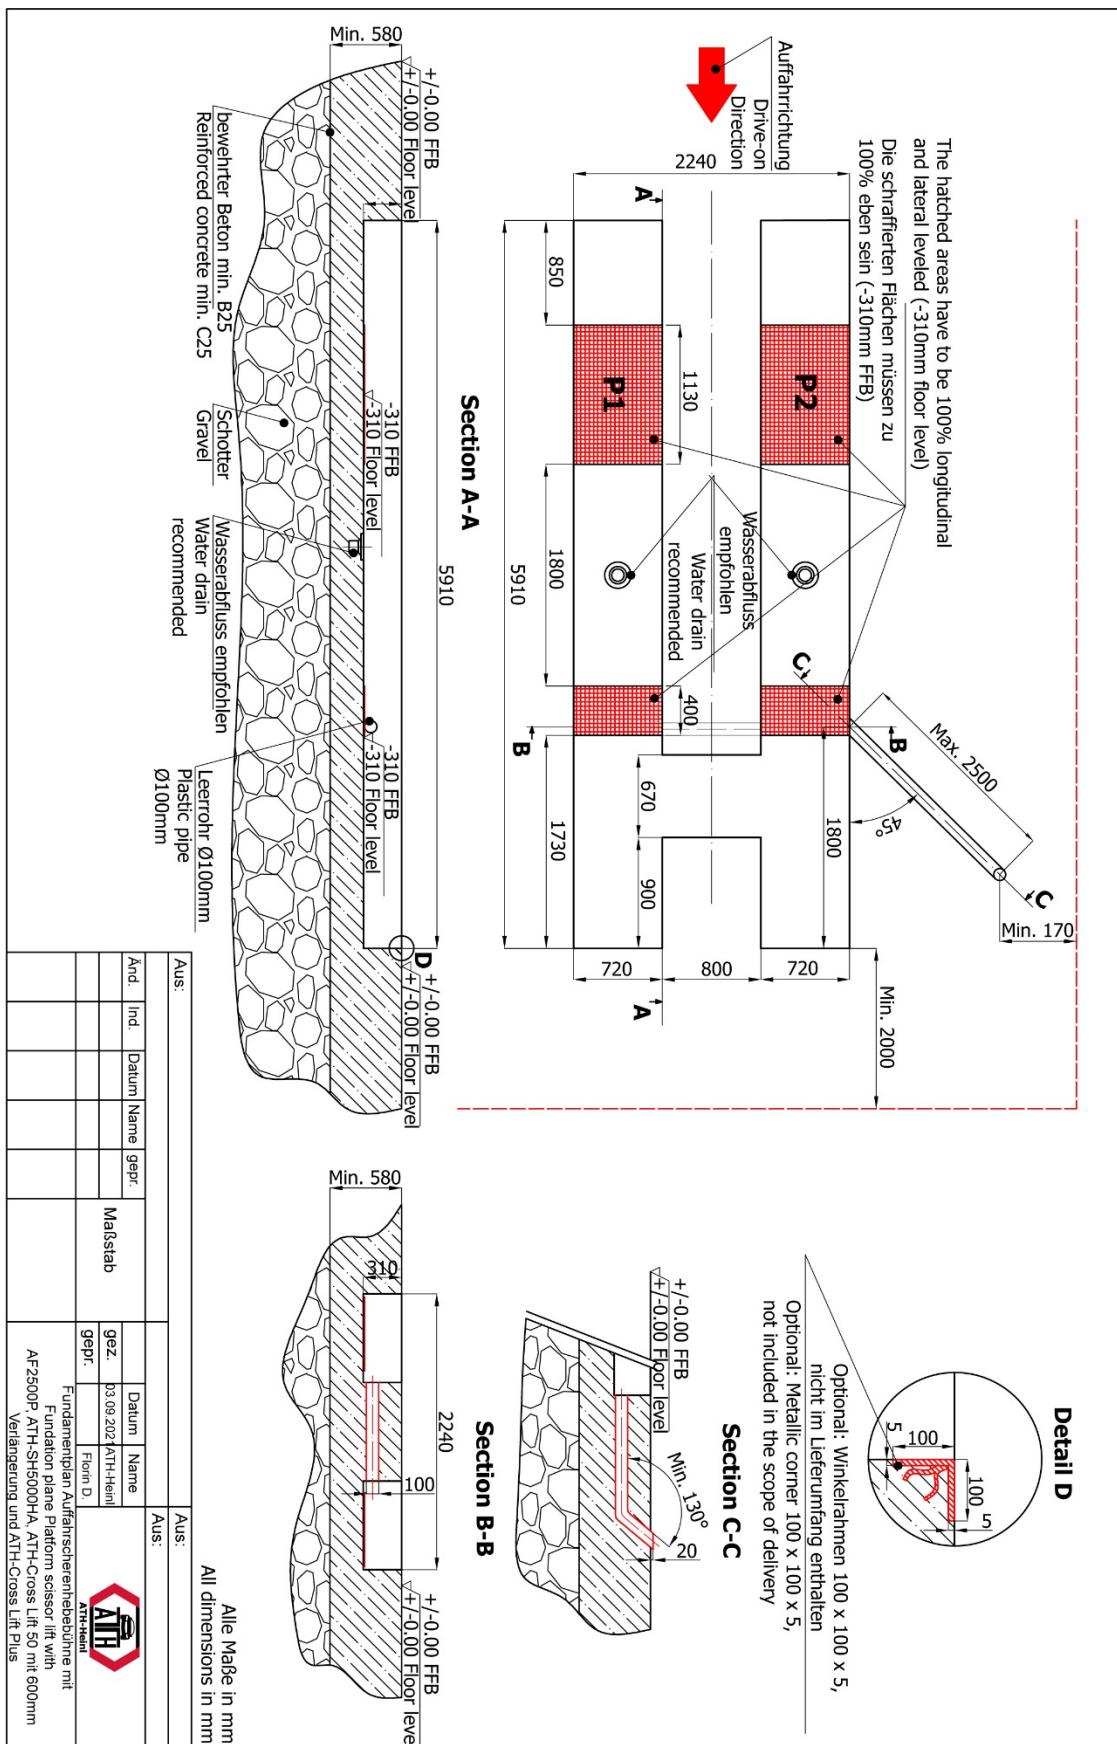 The hatched areas have to be 100% longitudinal
and lateral leveled (-310mm floor level)
Die schraffierten Flächen müssen zu
100% eben sein (-310mm FFB)
Auffahrrichtung
Drive-on
Direction
2240
A
A
850
1130
1800
400
1730
5910
P1
P2
Wasserabfluss
empfohlen
Water drain
recommended
B
B
C
C
Max. 2500
45°
1800
670
900
720
800
720
Min. 170
Min. 2000
Section A-A
5910
Min. 580
+/-0.00 FFB
+/-0.00 Floor level
-310 FFB
-310 Floor level
-310 FFB
-310 Floor level
D
+/-0.00 FFB
+/-0.00 Floor level
bewehrter Beton min. B25
Reinforced concrete min. C25
Schotter
Gravel
Wasserabfluss empfohlen
Water drain
recommended
Leerrohr Ø100mm
Plastic pipe
Ø100mm
Detail D
100
100
5
5
Optional: Winkelrahmen 100 x 100 x 5,
nicht im Lieferumfang enthalten
Optional: Metallic corner 100 x 100 x 5,
not included in the scope of delivery
Section C-C
+/-0.00 FFB
+/-0.00 Floor level
Min. 130°
20
Section B-B
2240
Min. 580
310
100
+/-0.00 FFB
+/-0.00 Floor level
Alle Maße in mm
All dimensions in mm
Aus:
Aus:
Aus:
Änd.
Ind.
Datum
Name
gepr.
Maßstab
Datum
Name
gez.
03.09.2021
ATH-Heinl
gepr.
Florin D.
ATH
ATH-Heinl
Fundamentplan Auffahrscherenhebebühne mit
Fundation plane Platform scissor lift with
AF2500P, ATH-SH5000HA, ATH-Cross Lift 50 mit 600mm
Verlängerung und ATH-Cross Lift Plus